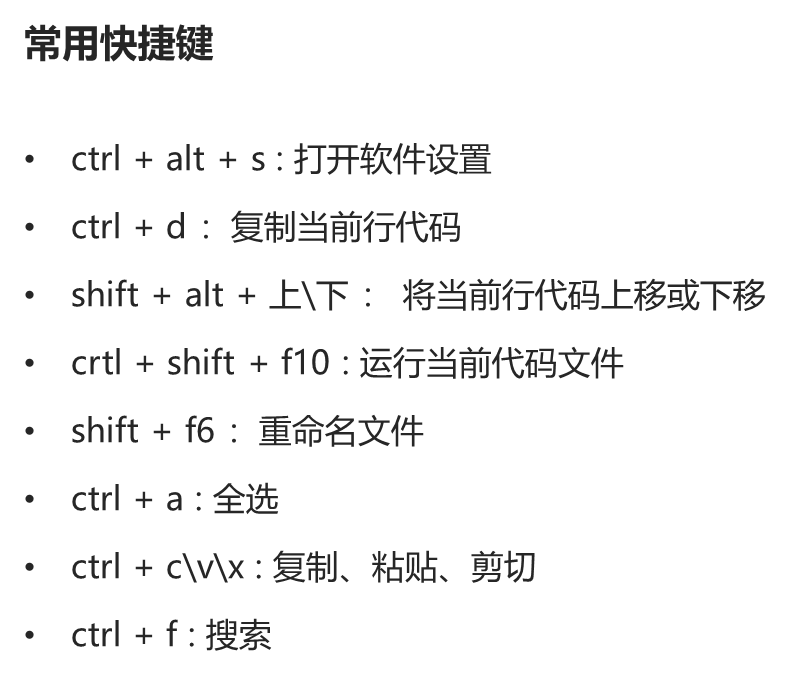 常用快捷键
• ctrl + alt + s : 打开软件设置
• ctrl + d ： 复制当前行代码
• shift + alt + 上\下 ： 将当前行代码上移或下移
• crtl + shift + f10 : 运行当前代码文件
• shift + f6 ： 重命名文件
• ctrl + a : 全选
• ctrl + c\v\x : 复制、粘贴、剪切
• ctrl + f : 搜索